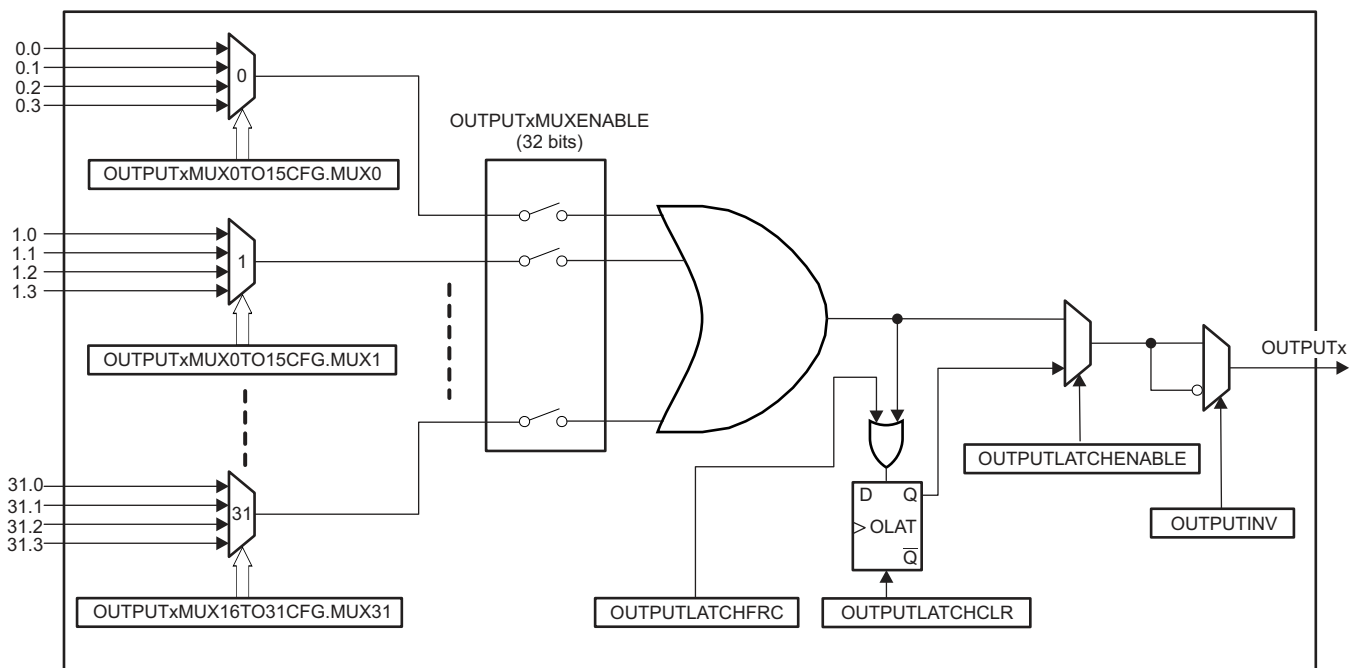 0.0
0.1
0.2
0.3
0
OUTPUTxMUX0TO15CFG.MUX0
OUTPUTxMUXENABLE
(32 bits)
1.0
1.1
1.2
1.3
1
OUTPUTxMUX0TO15CFG.MUX1
31.0
31.1
31.2
31.3
31
OUTPUTxMUX16TO31CFG.MUX31
OUTPUTLATCHFRC
D Q
OLAT
Q̅
OUTPUTLATCHCLR
OUTPUTLATCHENABLE
OUTPUTINV
OUTPUTx